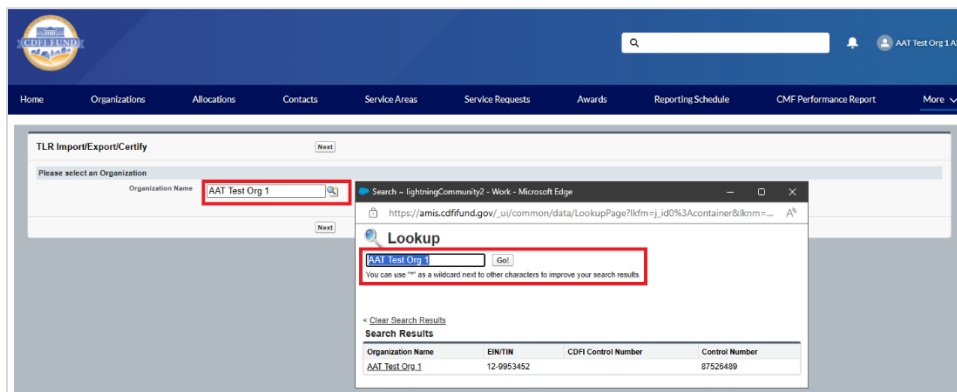 CDFI FUND
AAT Test Org 1 A
Home Organizations Allocations Contacts Service Areas Service Requests Awards Reporting Schedule CMF Performance Report More
TLR Import/Export/Certify Next
Please select an Organization
Organization Name AAT Test Org 1
Next
Search ~ lightningCommunity2 - Work - Microsoft Edge
https://amis.cdfifund.gov/_ui/common/data/LookupPage?lkfm=j_id0%3Acontainer&lknm=...
Lookup
AAT Test Org 1 Go!
You can use "*" as a wildcard next to other characters to improve your search results.
< Clear Search Results
Search Results
Organization Name EIN/TIN CDFI Control Number Control Number
AAT Test Org 1 12-9953452 87526489